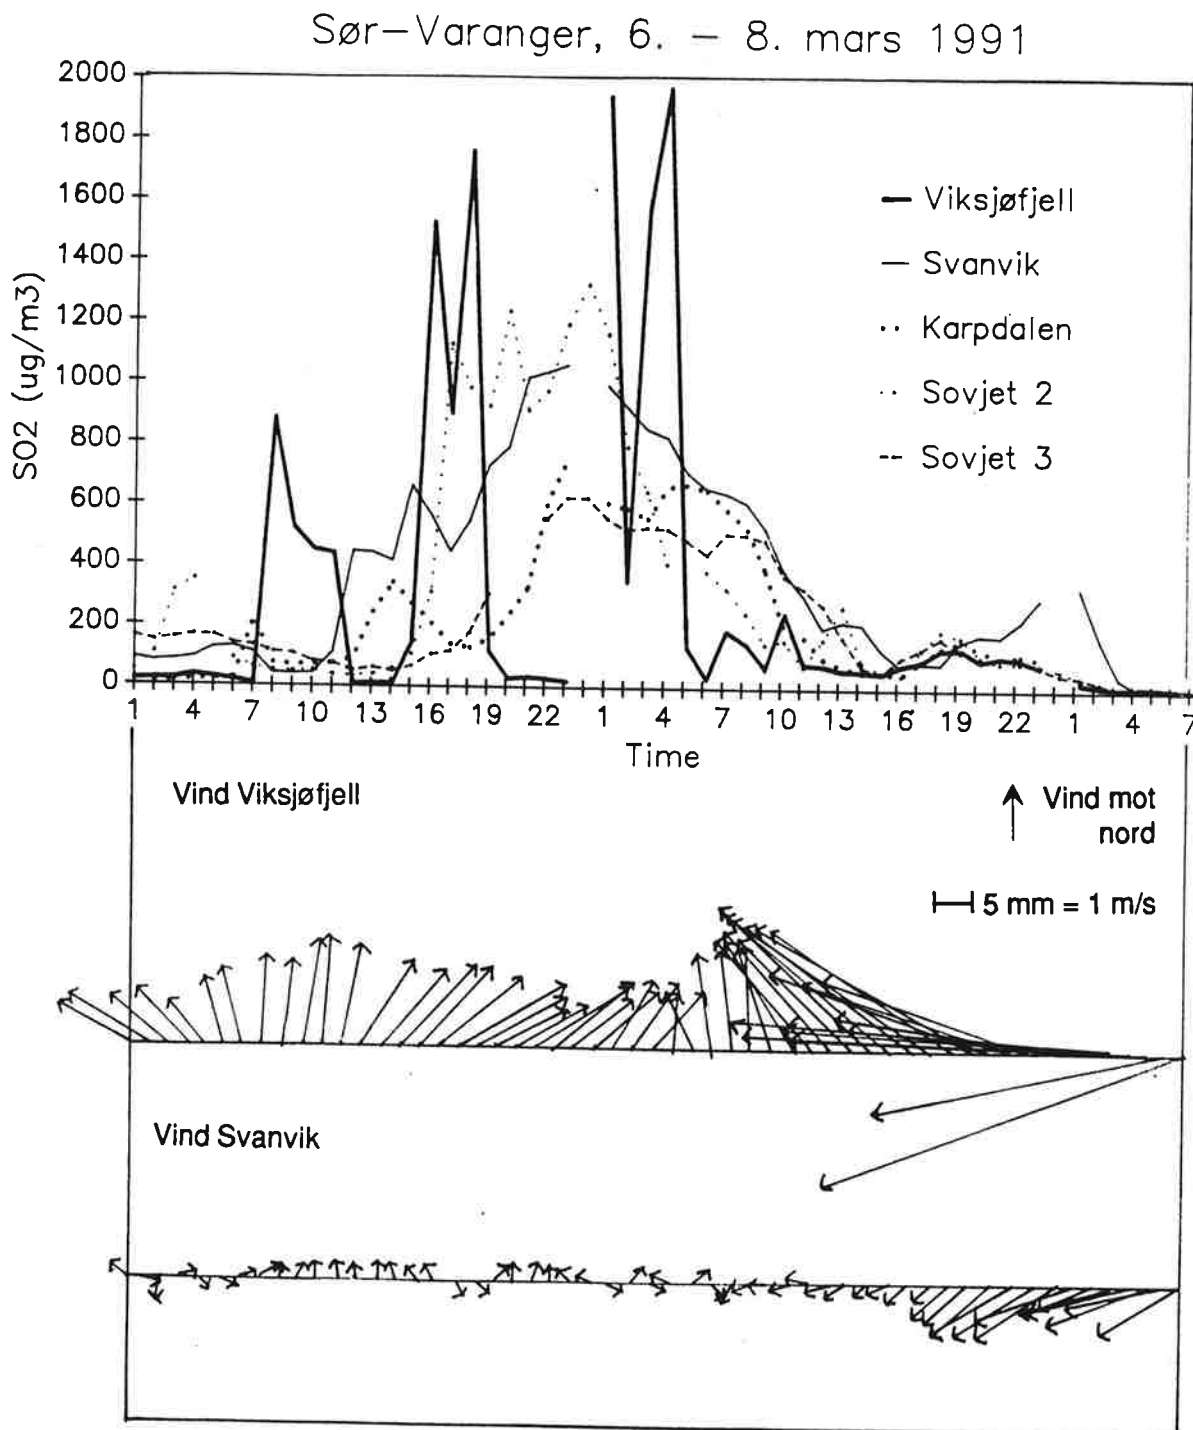 Sør-Varanger, 6. - 8. mars 1991
2000
1800
1600
1400
1200
1000
800
600
400
200
0
SO2 (ug/m3)
Viksjøfjell
Svanvik
Karpdalen
Sovjet 2
Sovjet 3
1 4 7 10 13 16 19 22 1 4 7 10 13 16 19 22 1 4 7
Time
Vind Viksjøfjell
Vind mot
nord
5 mm = 1 m/s
Vind Svanvik